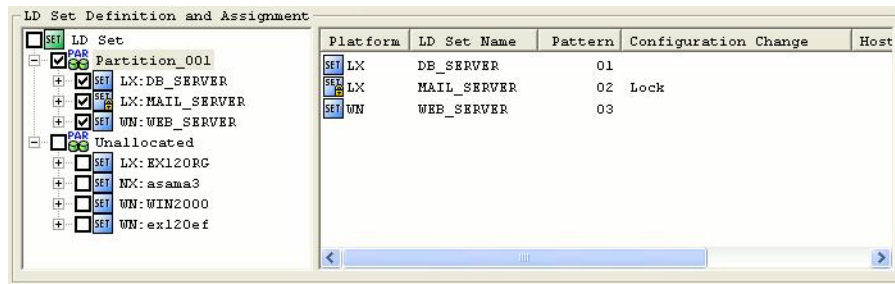 LD Set Definition and Assignment
SET LD Set
PAR Partition_001
SET LX:DB_SERVER
SET LX:MAIL_SERVER
SET WN:WEB_SERVER
PAR Unallocated
SET LX:EX120RG
SET NX:asama3
SET WN:WIN2000
SET WN:ex120ef
Platform LD Set Name Pattern Configuration Change Host
SET LX DB_SERVER 01
SET LX MAIL_SERVER 02 Lock
SET WN WEB_SERVER 03